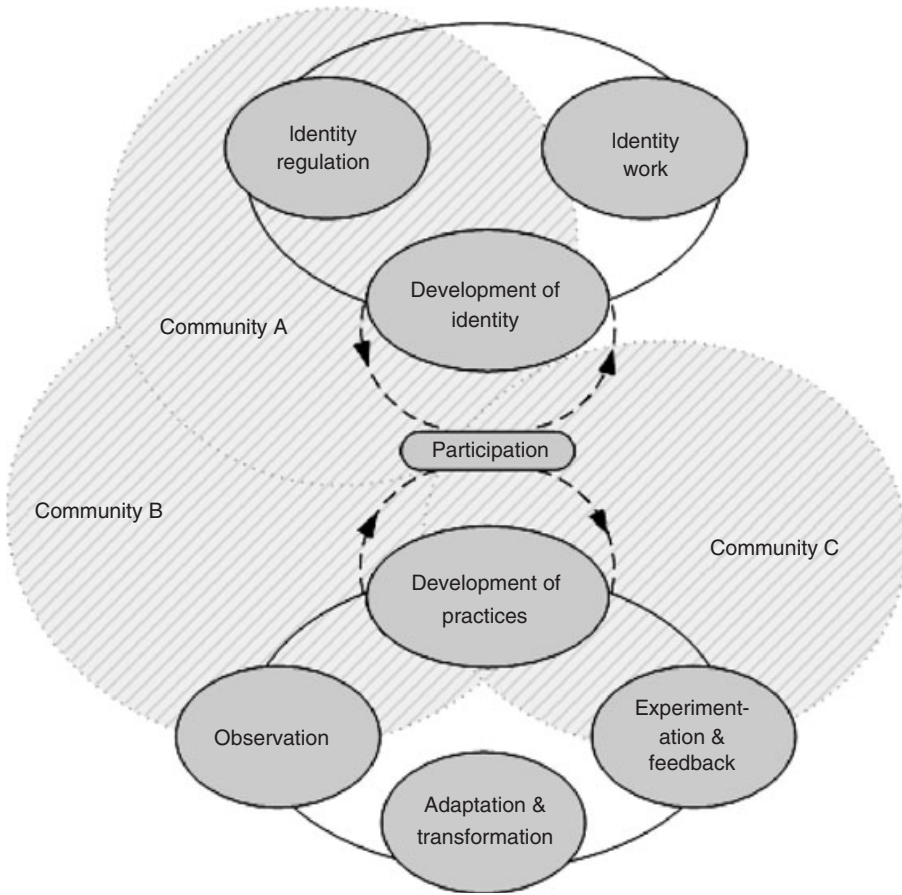 Identity
regulation
Identity
work
Development of
identity
Community A
Participation
Community B
Community C
Development of
practices
Observation
Experiment-
ation &
feedback
Adaptation &
transformation